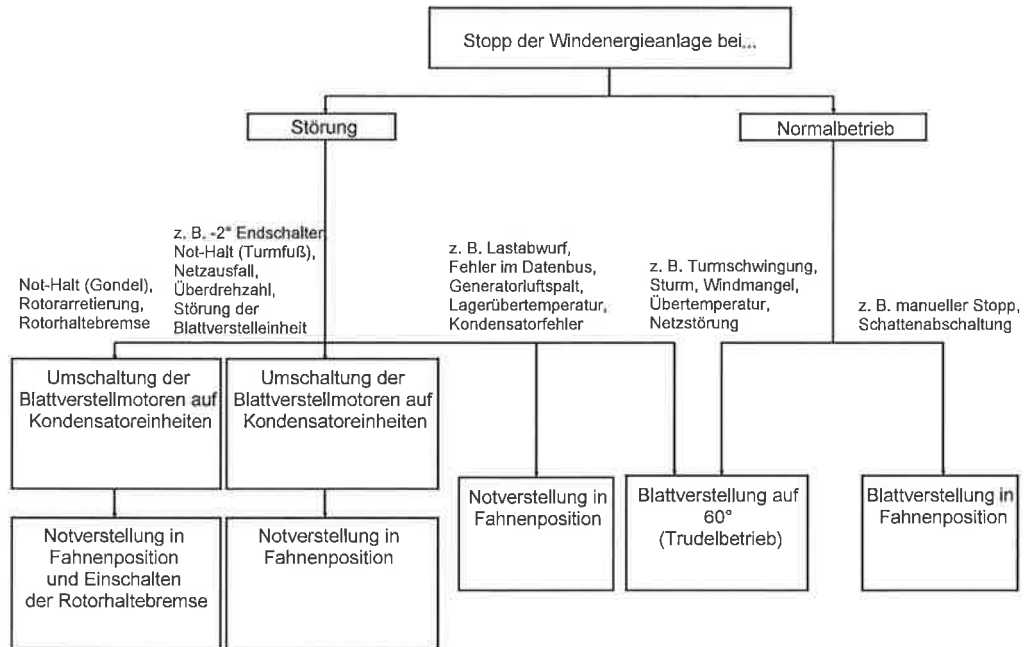 Stopp der Windenergieanlage bei...
Störung
Normalbetrieb
Not-Halt (Gondel),
Rotorarretierung,
Rotorhaltebremse
z. B. -2° Endschalter,
Not-Halt (Turmfuß),
Netzausfall,
Überdrehzahl,
Störung der
Blattverstelleinheit
z. B. Lastabwurf,
Fehler im Datenbus,
Generatorluftspalt,
Lagerübertemperatur,
Kondensatorfehler
z. B. Turmschwingung,
Sturm, Windmangel,
Übertemperatur,
Netzstörung
z. B. manueller Stopp,
Schattenabschaltung
Umschaltung der
Blattverstellmotoren auf
Kondensatoreinheiten
Umschaltung der
Blattverstellmotoren auf
Kondensatoreinheiten
Notverstellung in
Fahnenposition
und Einschalten
der Rotorhaltebremse
Notverstellung in
Fahnenposition
Notverstellung in
Fahnenposition
Blattverstellung auf
60°
(Trudelbetrieb)
Blattverstellung in
Fahnenposition